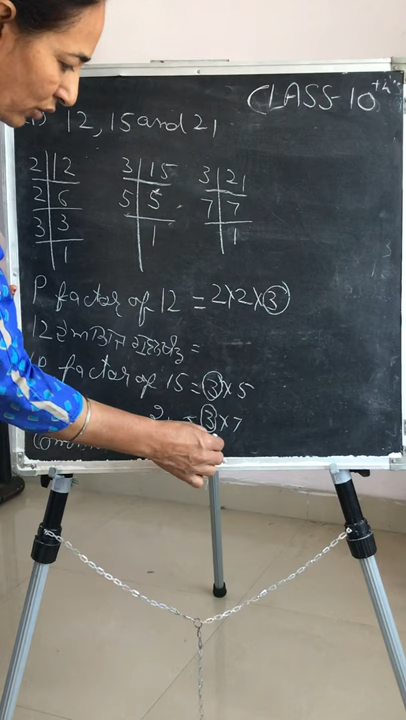 CLASS-10th
12, 15 and 21
2 | 12
2 | 6
3 | 3
1
3 | 15
5 | 5
1
3 | 21
7 | 7
1
P factor of 12 = 2×2×3
12 के =
P factor of 15 = 3×5
= 3×7